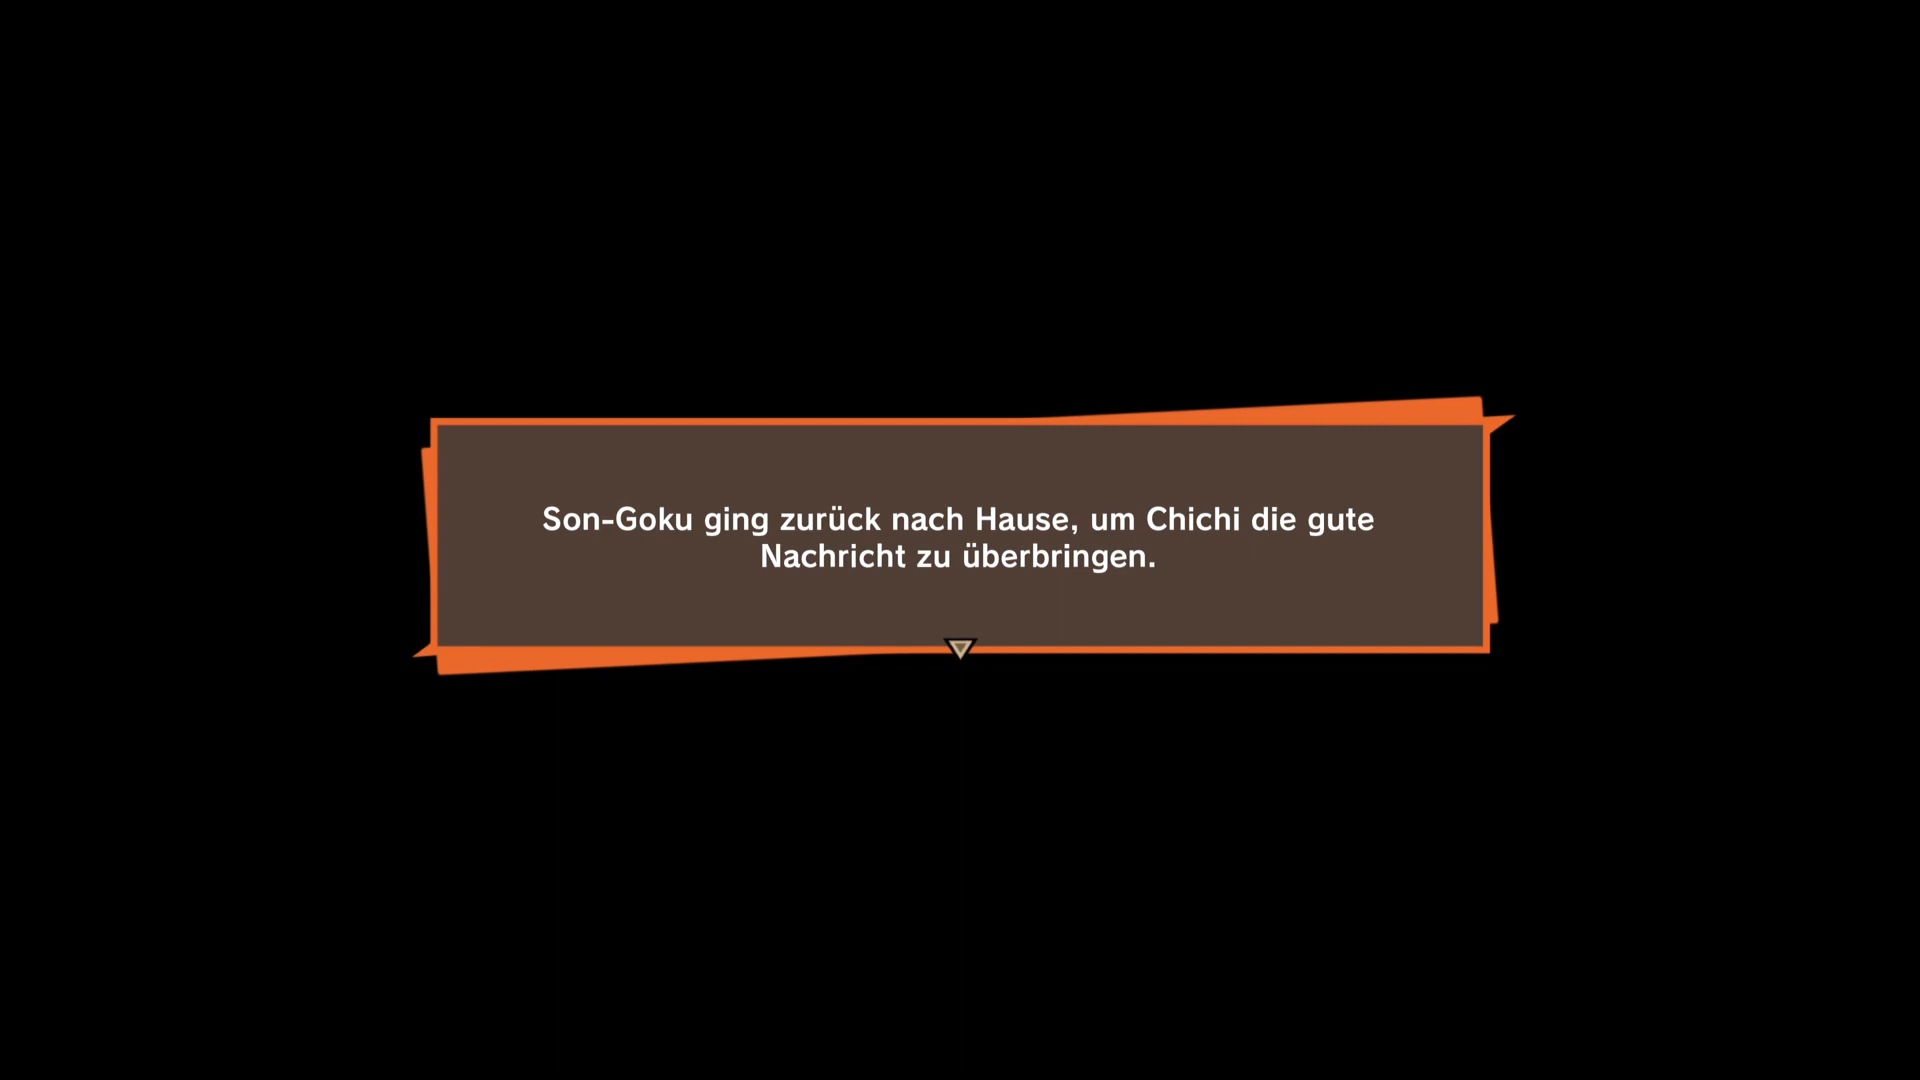 Son-Goku ging zurück nach Hause, um Chichi die gute
Nachricht zu überbringen.